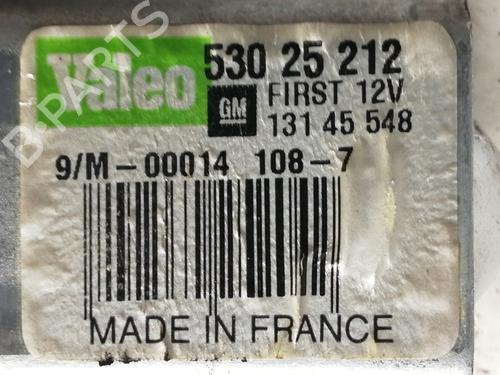 Valeo 530 25 212
GM FIRST 12V
131 45 548
9/M-00014 108-7
MADE IN FRANCE
B-PARTS